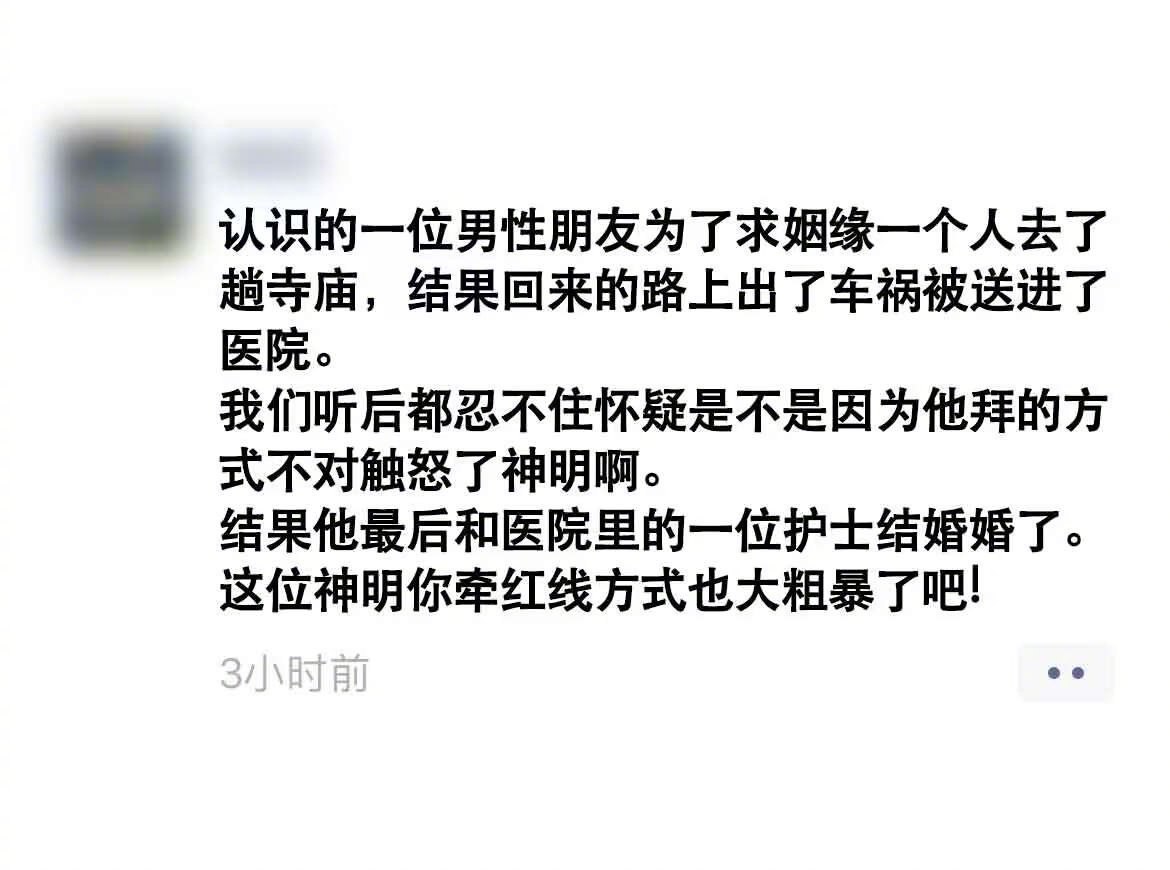 认识的一位男性朋友为了求姻缘一个人去了
趟寺庙，结果回来的路上出了车祸被送进了
医院。
我们听后都忍不住怀疑是不是因为他拜的方
式不对触怒了神明啊。
结果他最后和医院里的一位护士结婚婚了。
这位神明你牵红线方式也大粗暴了吧!
3小时前